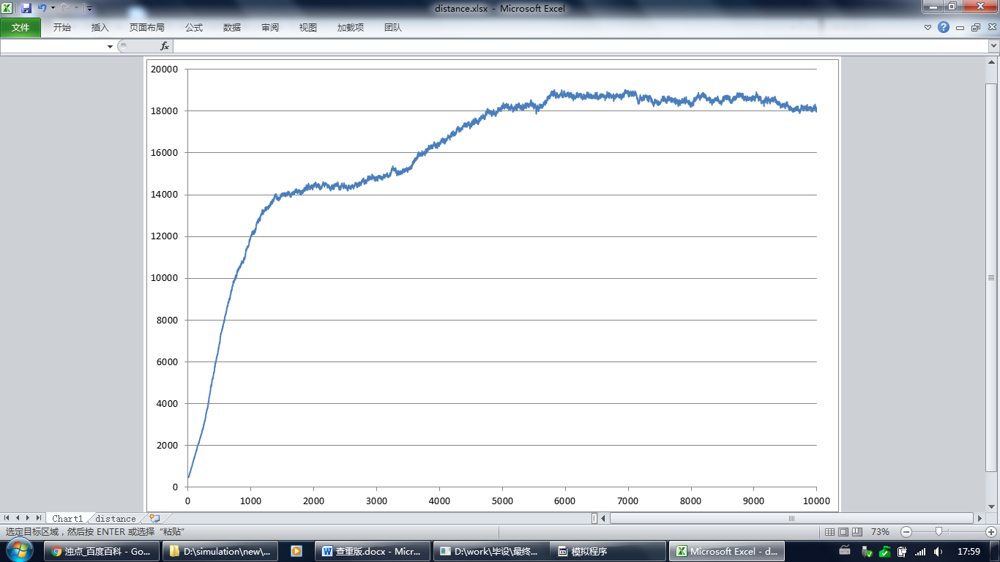 distance.xlsx - Microsoft Excel
文件 开始 插入 页面布局 公式 数据 审阅 视图 加载项 团队
fx
20000
18000
16000
14000
12000
10000
8000
6000
4000
2000
0
0 1000 2000 3000 4000 5000 6000 7000 8000 9000 10000
Chart1 distance
选定目标区域，然后按 ENTER 或选择“粘贴” 73%
浊点_百度百科 - Go... D:\simulation\new\... 查重版.docx - Micr... D:\work\毕设\最终... 模拟程序 Microsoft Excel - d... 17:59